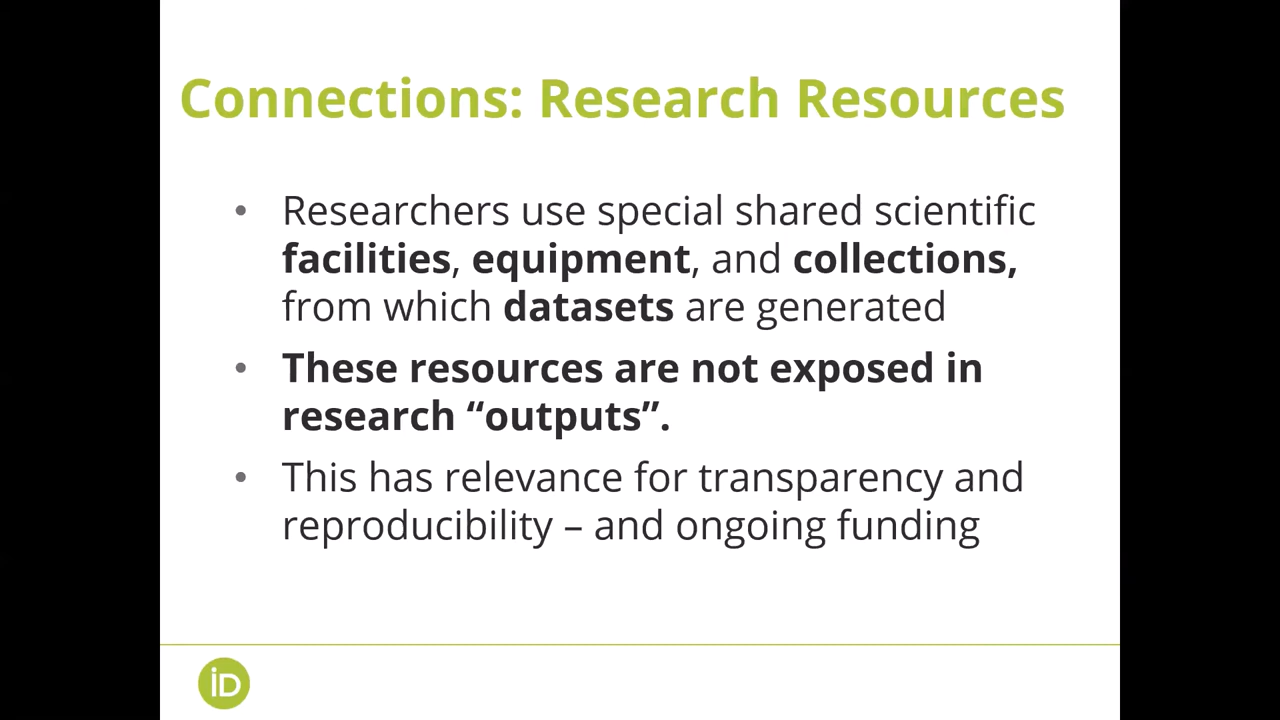 Connections: Research Resources
• Researchers use special shared scientific
facilities, equipment, and collections,
from which datasets are generated
• These resources are not exposed in
research “outputs”.
• This has relevance for transparency and
reproducibility – and ongoing funding
iD